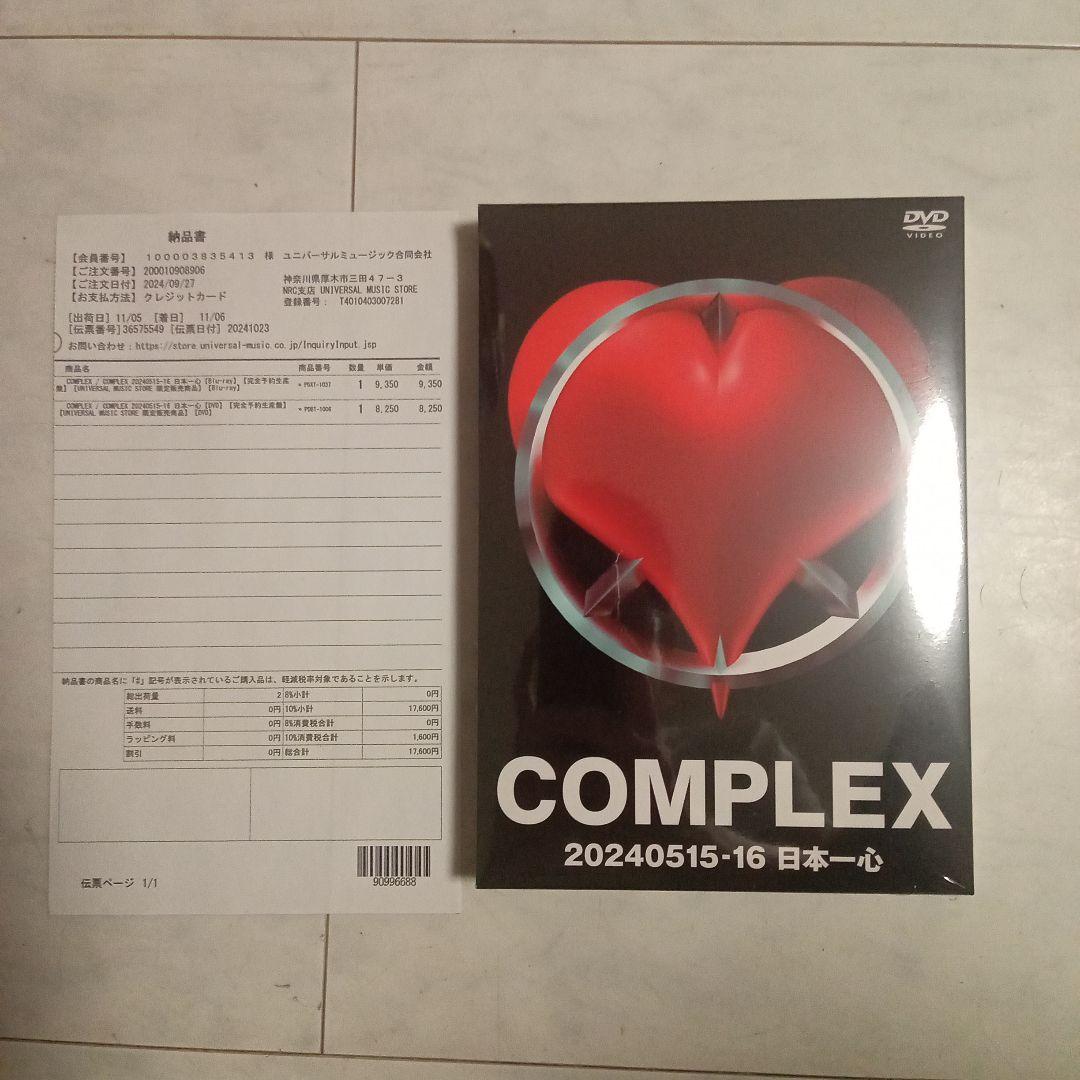 納品書
【会員番号】 100003835413 様 ユニバーサルミュージック合同会社
【ご注文番号】 200010908906
【ご注文日付】 2024/09/27
【お支払方法】 クレジットカード
神奈川県厚木市三田47-3
NRC支店 UNIVERSAL MUSIC STORE
登録番号: T4010403007281
[出荷日] 11/05 [着日] 11/06
[伝票番号]36575549 [伝票日付] 20241023
お問い合わせ:https://store.universal-music.co.jp/InquiryInput.jsp
商品名 商品番号 数量 単価 金額
COMPLEX / COMPLEX 20240515-16 日本一心【Blu-ray】【完全予約生産 * PSXT-1037 1 9,350 9,350
盤】【UNIVERSAL MUSIC STORE 限定販売商品】【Blu-ray】
COMPLEX / COMPLEX 20240515-16 日本一心【DVD】【完全予約生産盤】 * PDBT-1006 1 8,250 8,250
【UNIVERSAL MUSIC STORE 限定販売商品】【DVD】
納品書の商品名に「#」記号が表示されているご購入品は、軽減税率対象であることを示します。
総出荷量 2 8%小計 0円
送料 0円 10%小計 17,600円
手数料 0円 8%消費税合計 0円
ラッピング料 0円 10%消費税合計 1,600円
割引 0円 総合計 17,600円
伝票ページ 1/1
90996688
DVD
VIDEO
COMPLEX
20240515-16 日本一心